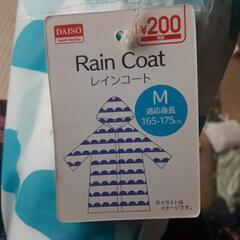 DAISO
¥200
Rain Coat
レインコート
M
適応身長
165-175cm
※イラストは
イメージです。